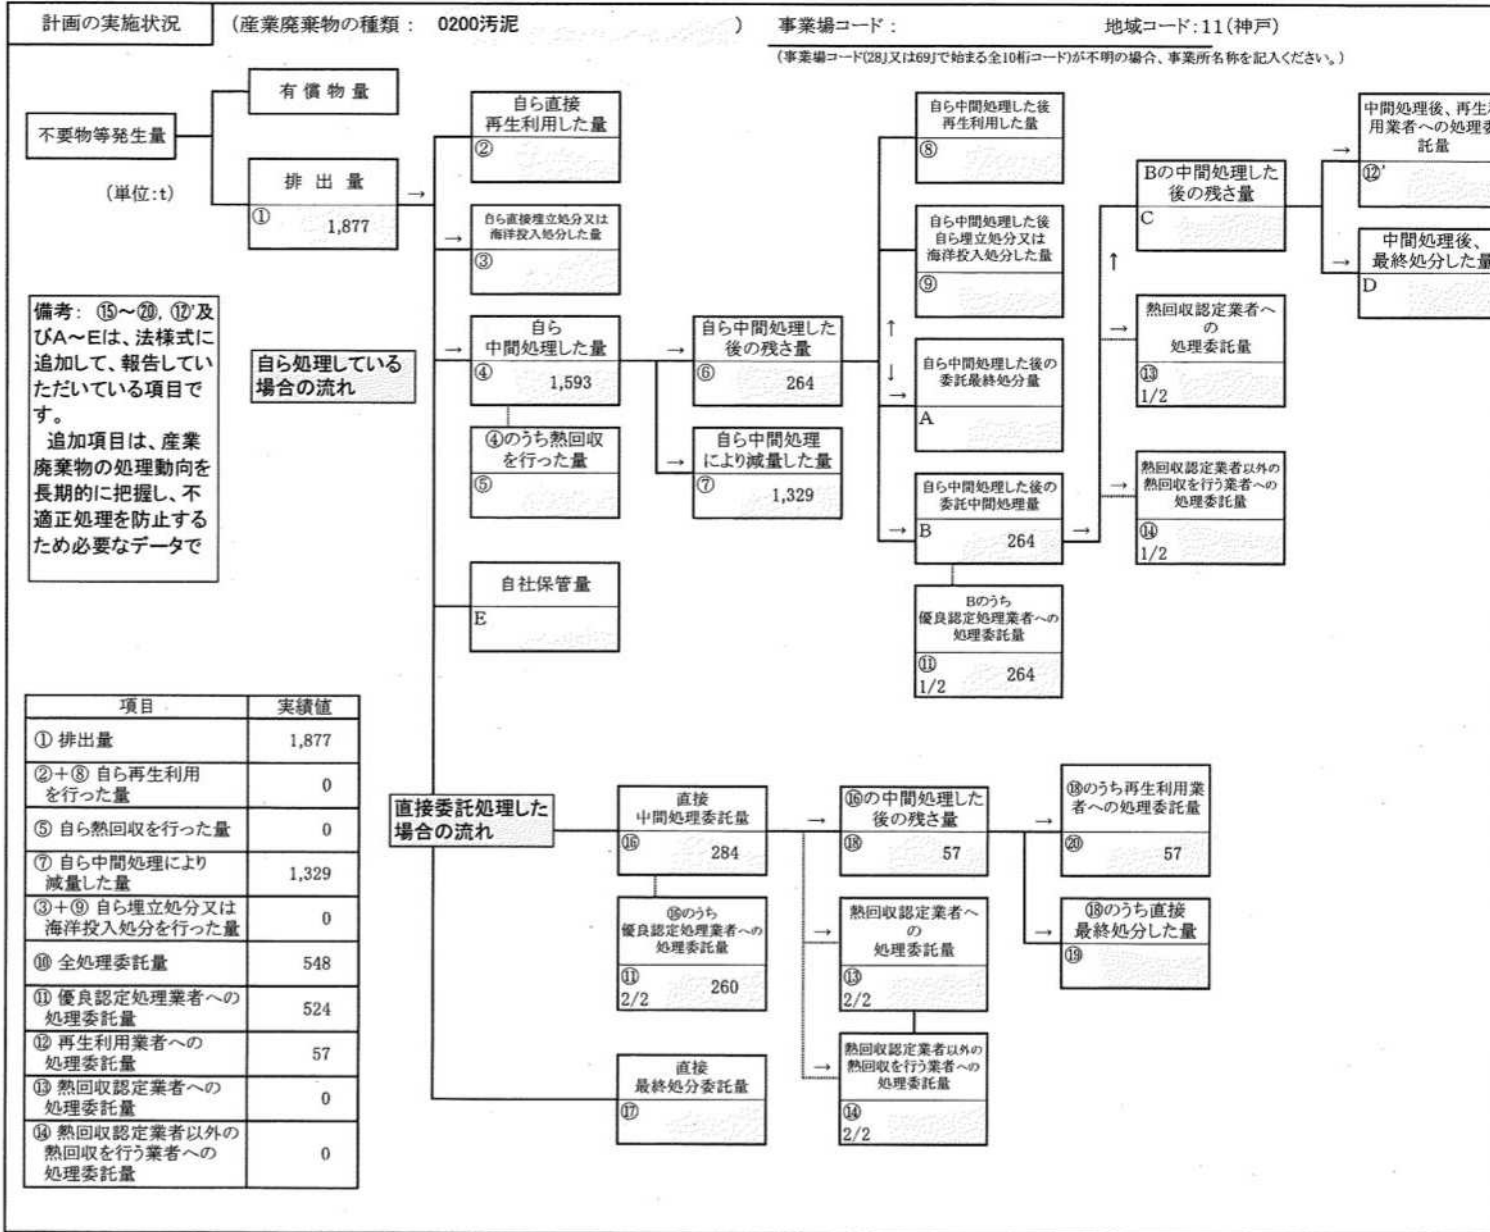 計画の実施状況
(産業廃棄物の種類： 0200汚泥 )
事業場コード：
地域コード：11(神戸)
(事業場コード(「28」又は「69」で始まる全10桁コード)が不明の場合、事業所名称を記入ください。)
不要物等発生量
(単位：t)
有償物量
排出量
① 1,877
→
自ら直接
再生利用した量
②
→
自ら直接埋立処分又は
海洋投入処分した量
③
→
自ら
中間処理した量
④ 1,593
④のうち熱回収
を行った量
⑤
自社保管量
E
→
自ら中間処理した
後の残さ量
⑥ 264
→
自ら中間処理
により減量した量
⑦ 1,329
自ら中間処理した後
再生利用した量
⑧
自ら中間処理した後
自ら埋立処分又は
海洋投入処分した量
⑨
↑
↓
→
自ら中間処理した後の
委託最終処分量
A
→
自ら中間処理した後の
委託中間処理量
B 264
Bのうち
優良認定処理業者への
処理委託量
⑪
1/2 264
→
↑
Bの中間処理した
後の残さ量
C
→
熱回収認定業者へ
の
処理委託量
⑬
1/2
→
熱回収認定業者以外の
熱回収を行う業者への
処理委託量
⑭
1/2
→
中間処理後、再生利
用業者への処理委
託量
⑫'
→
中間処理後、
最終処分した量
D
備考： ⑮～⑳, ⑫'及
びA～Eは、法様式に
追加して、報告してい
ただいている項目で
す。
追加項目は、産業
廃棄物の処理動向を
長期的に把握し、不
適正処理を防止する
ため必要なデータで
自ら処理している
場合の流れ
項目 実績値
① 排出量 1,877
②＋⑧ 自ら再生利用
を行った量 0
⑤ 自ら熱回収を行った量 0
⑦ 自ら中間処理により
減量した量 1,329
③＋⑨ 自ら埋立処分又は
海洋投入処分を行った量 0
⑩ 全処理委託量 548
⑪ 優良認定処理業者への
処理委託量 524
⑫ 再生利用業者への
処理委託量 57
⑬ 熱回収認定業者への
処理委託量 0
⑭ 熱回収認定業者以外の
熱回収を行う業者への
処理委託量 0
直接委託処理した
場合の流れ
直接
中間処理委託量
⑯ 284
⑯のうち
優良認定処理業者への
処理委託量
⑪
2/2 260
直接
最終処分委託量
⑰
→
⑯の中間処理した
後の残さ量
⑱ 57
→
熱回収認定業者へ
の
処理委託量
⑬
2/2
→
熱回収認定業者以外の
熱回収を行う業者への
処理委託量
⑭
2/2
→
⑱のうち再生利用業
者への処理委託量
⑳ 57
→
⑱のうち直接
最終処分した量
⑲